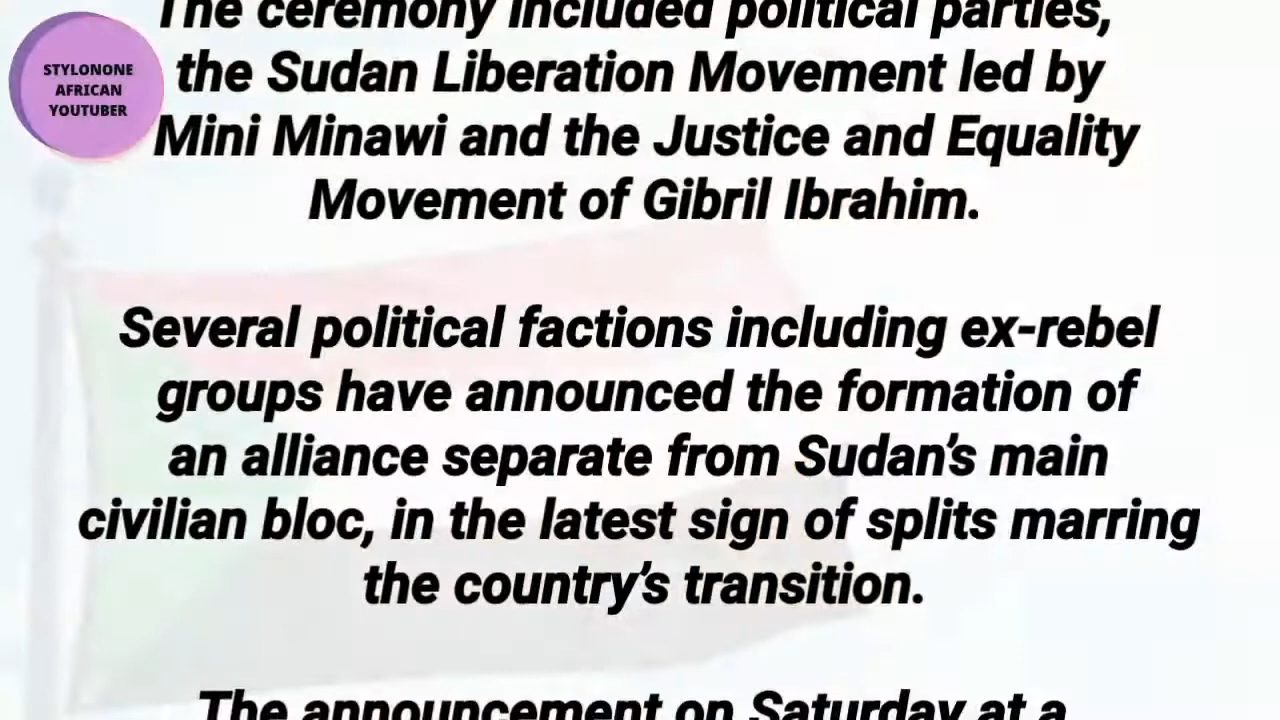 The ceremony included political parties,
STYLONONE
AFRICAN
YOUTUBER
the Sudan Liberation Movement led by
Mini Minawi and the Justice and Equality
Movement of Gibril Ibrahim.
Several political factions including ex-rebel
groups have announced the formation of
an alliance separate from Sudan’s main
civilian bloc, in the latest sign of splits marring
the country’s transition.
The announcement on Saturday at a